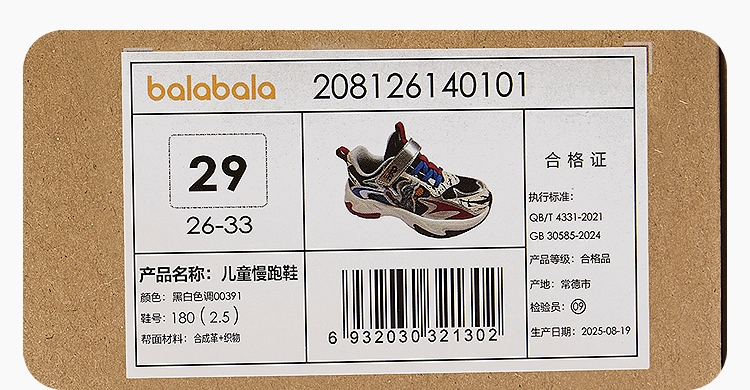 balabala 208126140101
29
26-33
合格证
执行标准：
QB/T 4331-2021
GB 30585-2024
产品等级：合格品
产地：常德市
检验员：09
生产日期：2025-08-19
产品名称：儿童慢跑鞋
颜色：黑白色调00391
鞋号：180（2.5）
帮面材料：合成革+织物
6 932030 321302